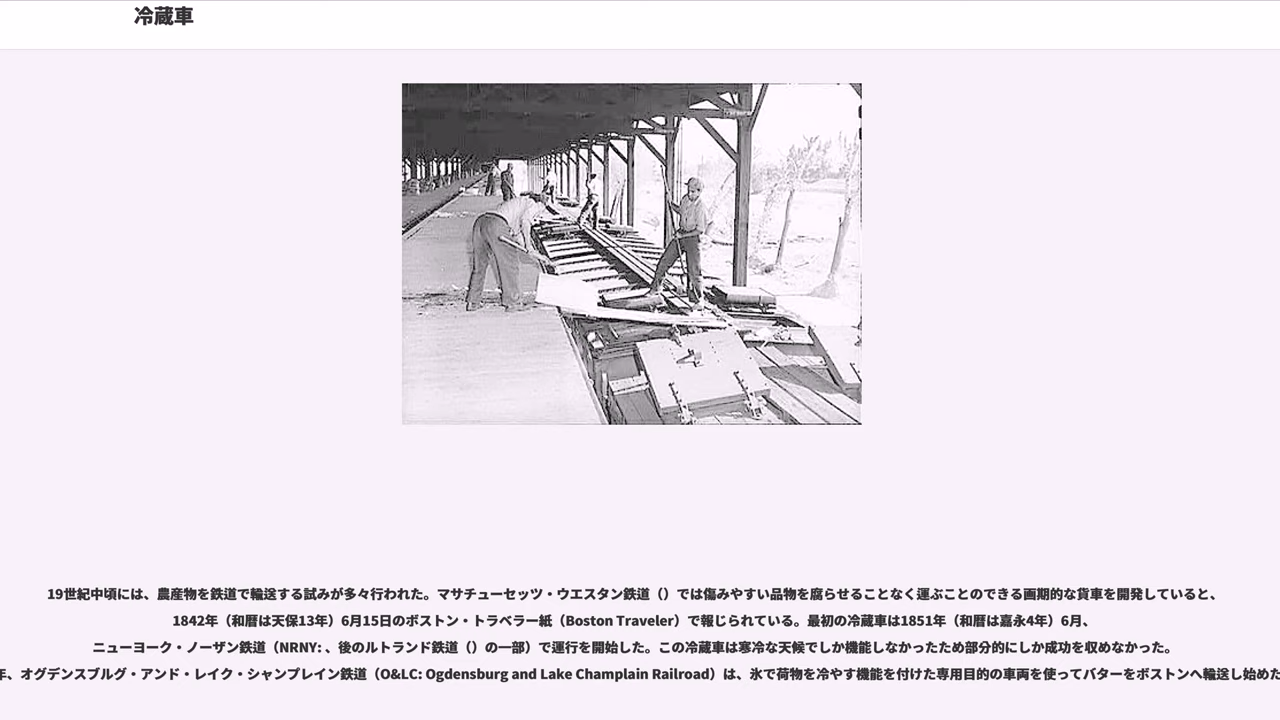 冷蔵車
19世紀中頃には、農産物を鉄道で輪送する試みが多々行われた。マサチューセッツ・ウエスタン鉄道（）では傷みやすい品物を腐らせることなく運ぶことのできる画期的な貨車を開発していると、
1842年（和暦は天保13年）6月15日のボストン・トラベラー紙（Boston Traveler）で報じられている。最初の冷蔵車は1851年（和暦は嘉永4年）6月、
ニューヨーク・ノーザン鉄道（NRNY: 、後のルトランド鉄道（）の一部）で運行を開始した。この冷蔵車は寒冷な天候でしか機能しなかったため部分的にしか成功を収めなかった。
年、オグデンスブルグ・アンド・レイク・シャンプレイン鉄道（O&LC: Ogdensburg and Lake Champlain Railroad）は、氷で荷物を冷やす機能を付けた専用目的の車両を使ってバターをボストンへ輪送し始めた